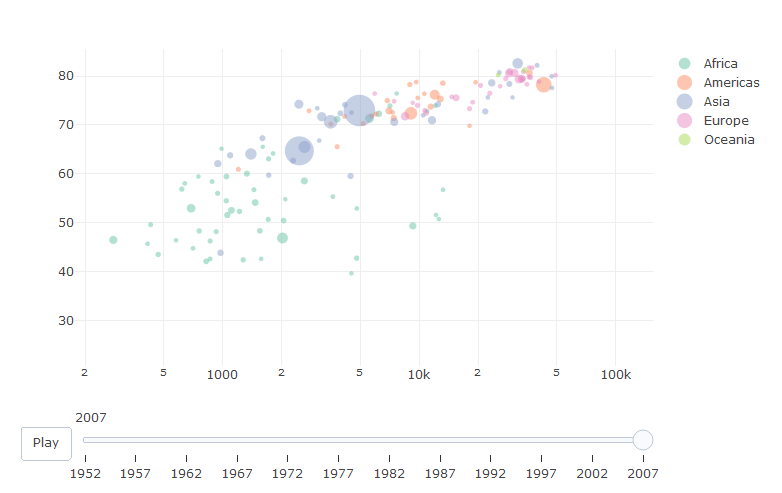 80
70
60
50
40
30
2 5 1000 2 5 10k 2 5 100k
Africa
Americas
Asia
Europe
Oceania
2007
Play
1952 1957 1962 1967 1972 1977 1982 1987 1992 1997 2002 2007